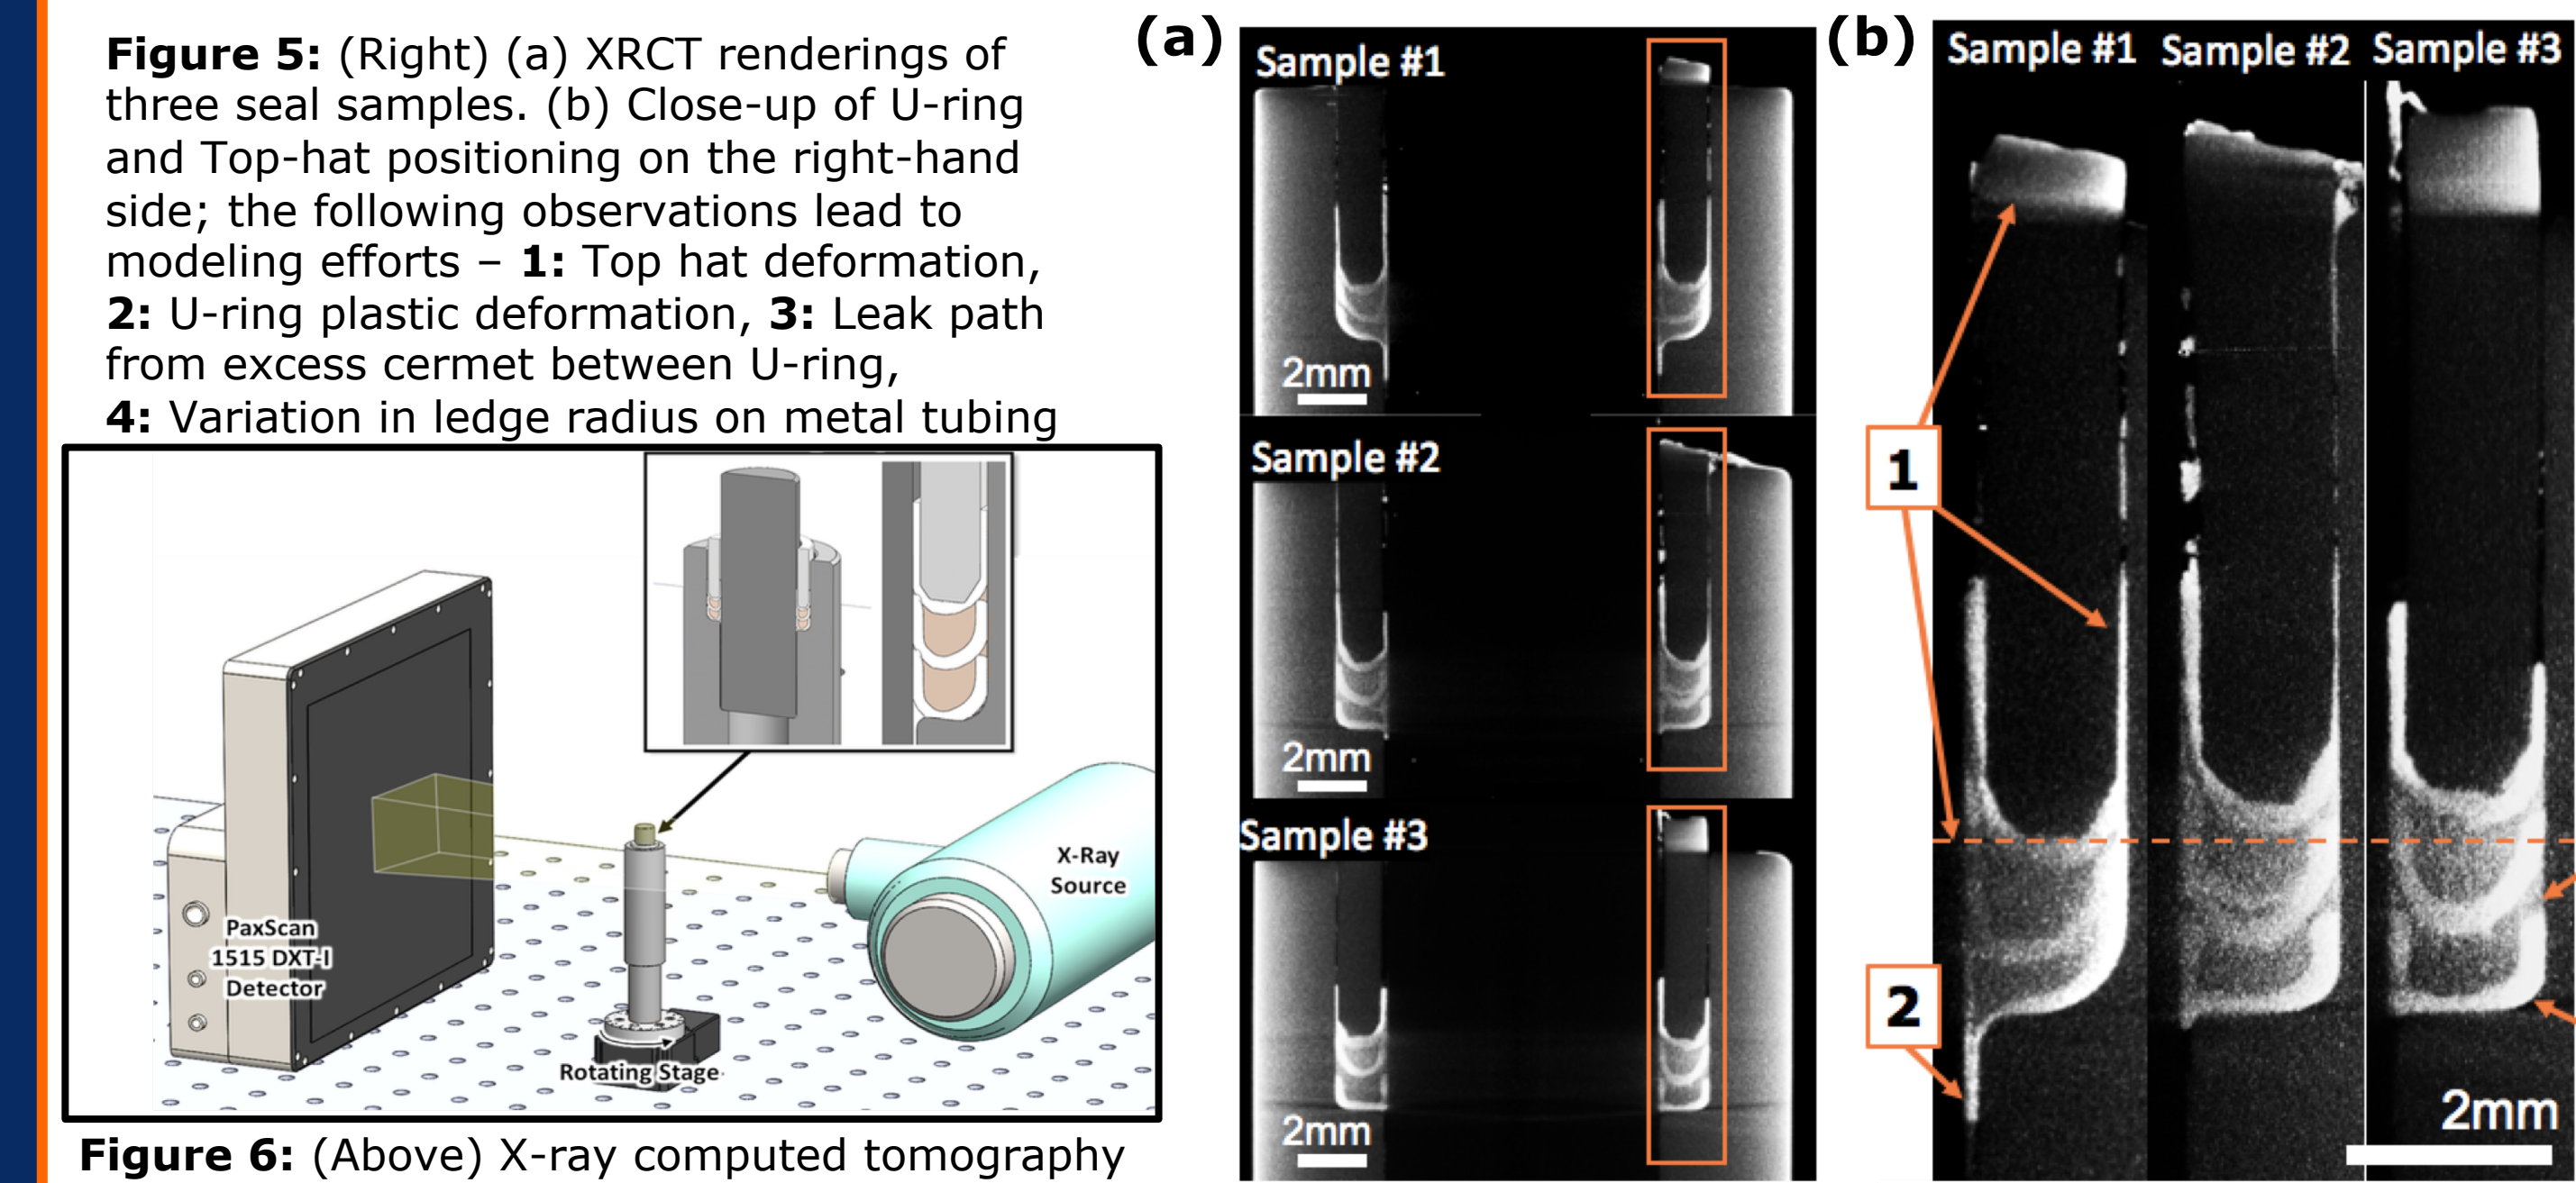 Figure 5: (Right) (a) XRCT renderings of
three seal samples. (b) Close-up of U-ring
and Top-hat positioning on the right-hand
side; the following observations lead to
modeling efforts – 1: Top hat deformation,
2: U-ring plastic deformation, 3: Leak path
from excess cermet between U-ring,
4: Variation in ledge radius on metal tubing
PaxScan
1515 DXT-I
Detector
Rotating Stage
X-Ray
Source
Figure 6: (Above) X-ray computed tomography
(a)
Sample #1
2mm
Sample #2
2mm
Sample #3
2mm
(b)
Sample #1 Sample #2 Sample #3
1
2
2mm